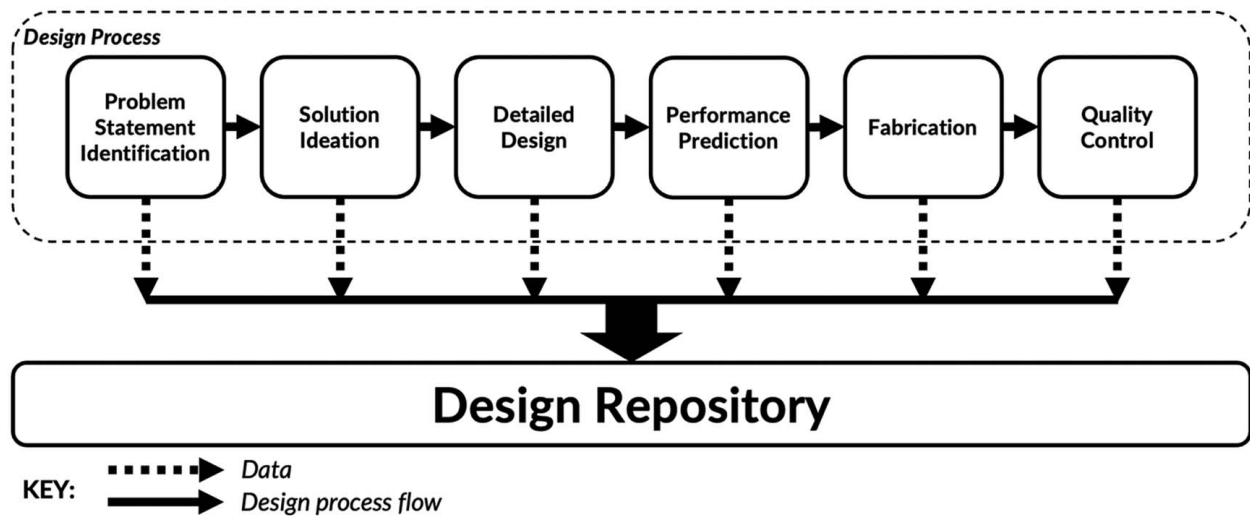 Design Process
Problem
Statement
Identification
Solution
Ideation
Detailed
Design
Performance
Prediction
Fabrication
Quality
Control
Design Repository
KEY:
Data
Design process flow